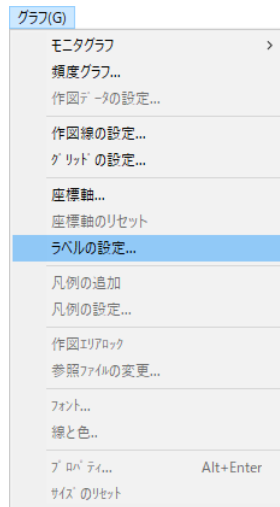 グラフ(G)
モニタグラフ >
頻度グラフ...
作図ﾃﾞｰﾀの設定...
作図線の設定...
ｸﾞﾘｯﾄﾞの設定...
座標軸...
座標軸のリセット
ラベルの設定...
凡例の追加
凡例の設定...
作図ｴﾘｱﾛｯｸ
参照ﾌｧｲﾙの変更...
ﾌｫﾝﾄ...
線と色..
ﾌﾟﾛﾊﾟﾃｨ... Alt+Enter
ｻｲｽﾞのﾘｾｯﾄ